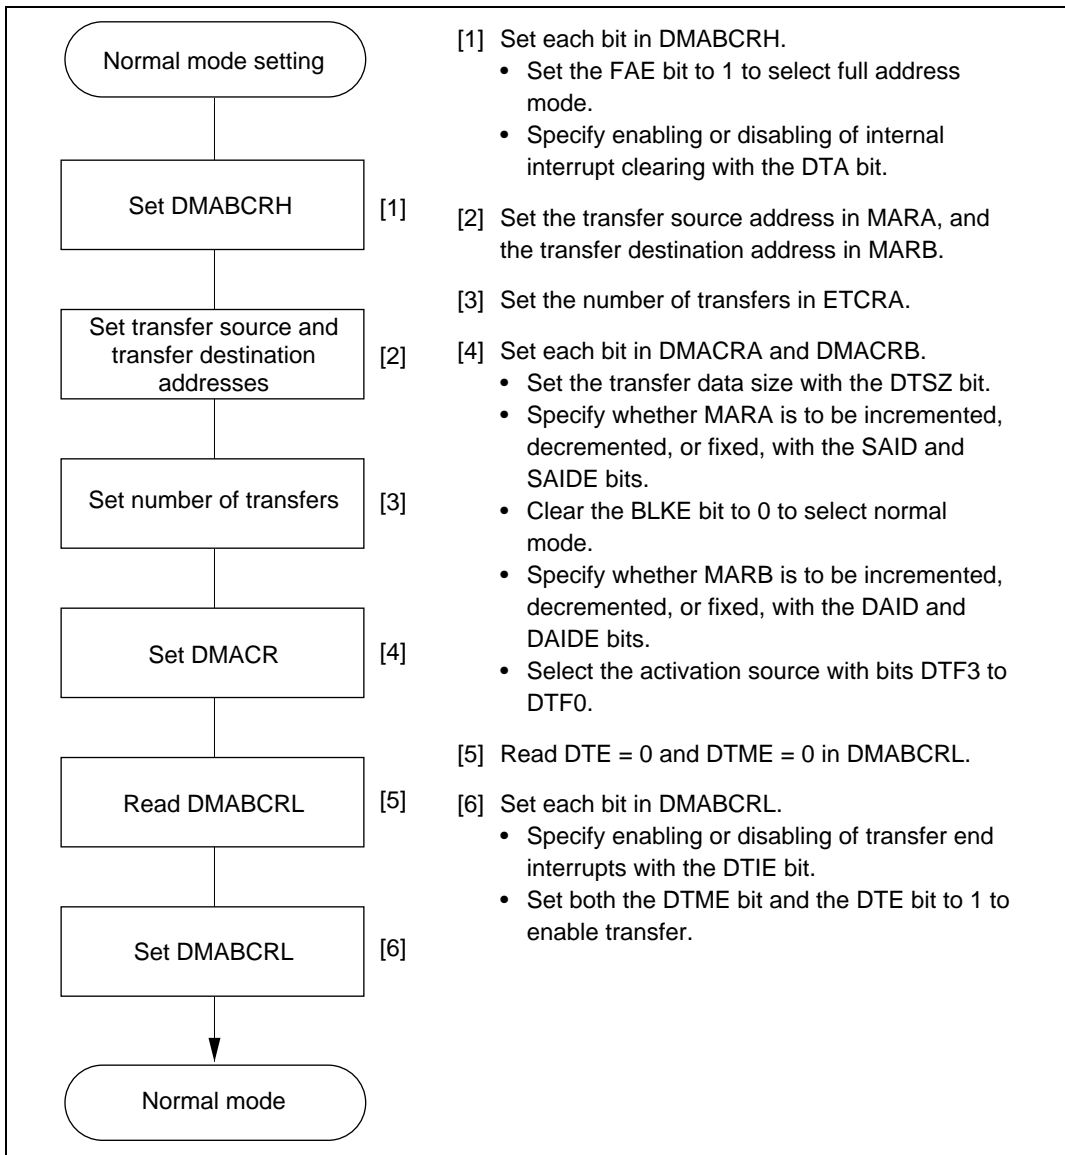 Normal mode setting
Set DMABCRH
[1]
Set transfer source and
transfer destination
addresses
[2]
Set number of transfers
[3]
Set DMACR
[4]
Read DMABCRL
[5]
Set DMABCRL
[6]
Normal mode
[1] Set each bit in DMABCRH.
• Set the FAE bit to 1 to select full address
mode.
• Specify enabling or disabling of internal
interrupt clearing with the DTA bit.
[2] Set the transfer source address in MARA, and
the transfer destination address in MARB.
[3] Set the number of transfers in ETCRA.
[4] Set each bit in DMACRA and DMACRB.
• Set the transfer data size with the DTSZ bit.
• Specify whether MARA is to be incremented,
decremented, or fixed, with the SAID and
SAIDE bits.
• Clear the BLKE bit to 0 to select normal
mode.
• Specify whether MARB is to be incremented,
decremented, or fixed, with the DAID and
DAIDE bits.
• Select the activation source with bits DTF3 to
DTF0.
[5] Read DTE = 0 and DTME = 0 in DMABCRL.
[6] Set each bit in DMABCRL.
• Specify enabling or disabling of transfer end
interrupts with the DTIE bit.
• Set both the DTME bit and the DTE bit to 1 to
enable transfer.